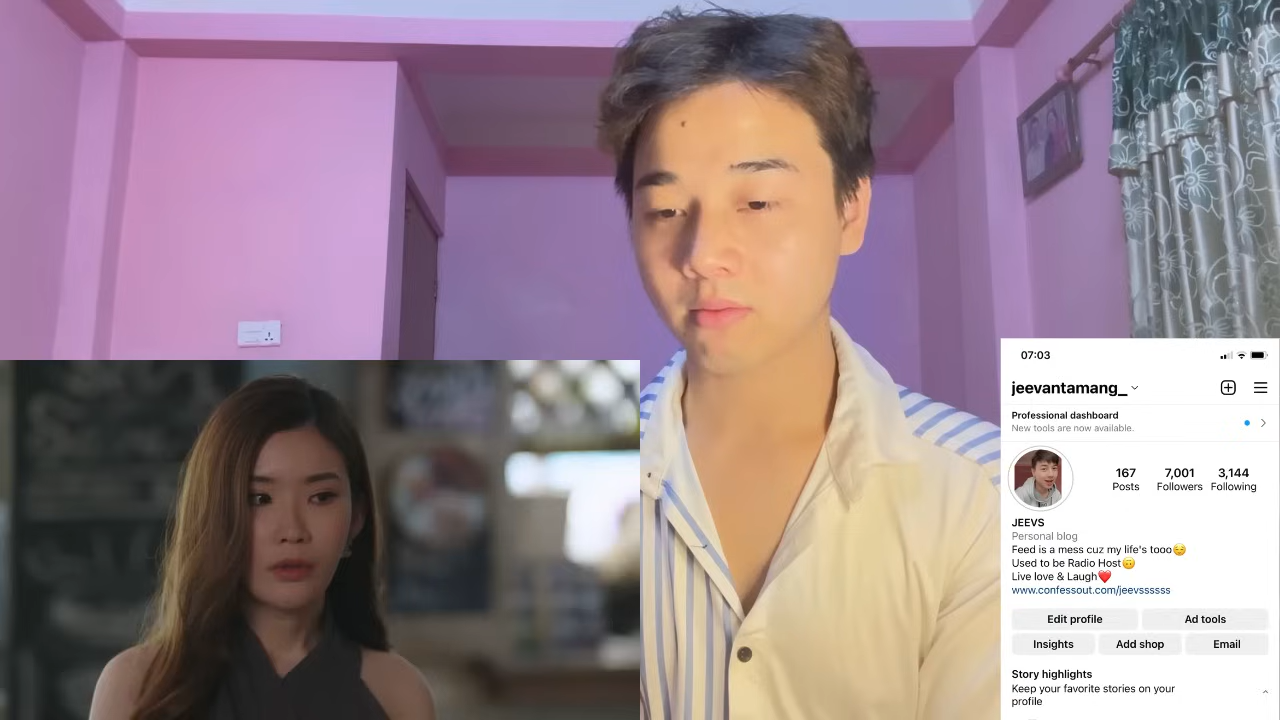 07:03
jeevantamang_
Professional dashboard
New tools are now available.
167 7,001 3,144
Posts Followers Following
JEEVS
Personal blog
Feed is a mess cuz my life's tooo😔
Used to be Radio Host🙃
Live love & Laugh❤️
www.confessout.com/jeevssssss
Edit profile Ad tools
Insights Add shop Email
Story highlights
Keep your favorite stories on your
profile